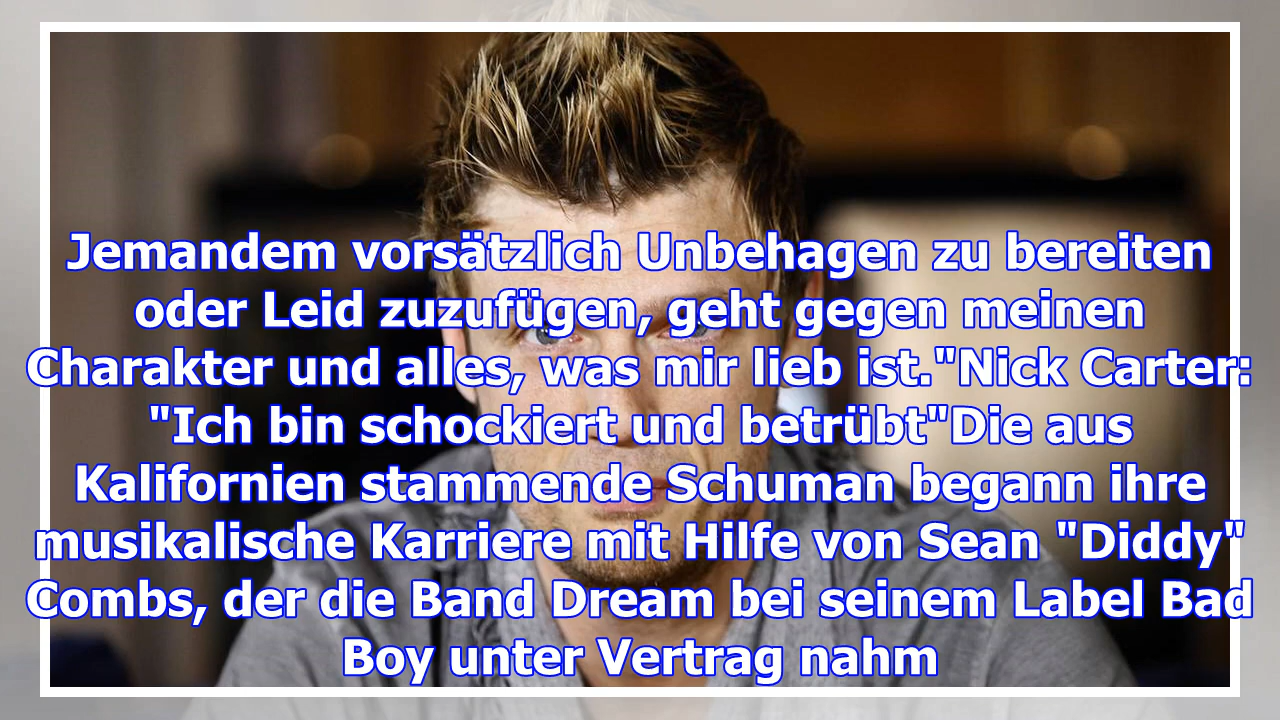 Jemandem vorsätzlich Unbehagen zu bereiten
oder Leid zuzufügen, geht gegen meinen
Charakter und alles, was mir lieb ist."Nick Carter:
"Ich bin schockiert und betrübt"Die aus
Kalifornien stammende Schuman begann ihre
musikalische Karriere mit Hilfe von Sean "Diddy"
Combs, der die Band Dream bei seinem Label Bad
Boy unter Vertrag nahm